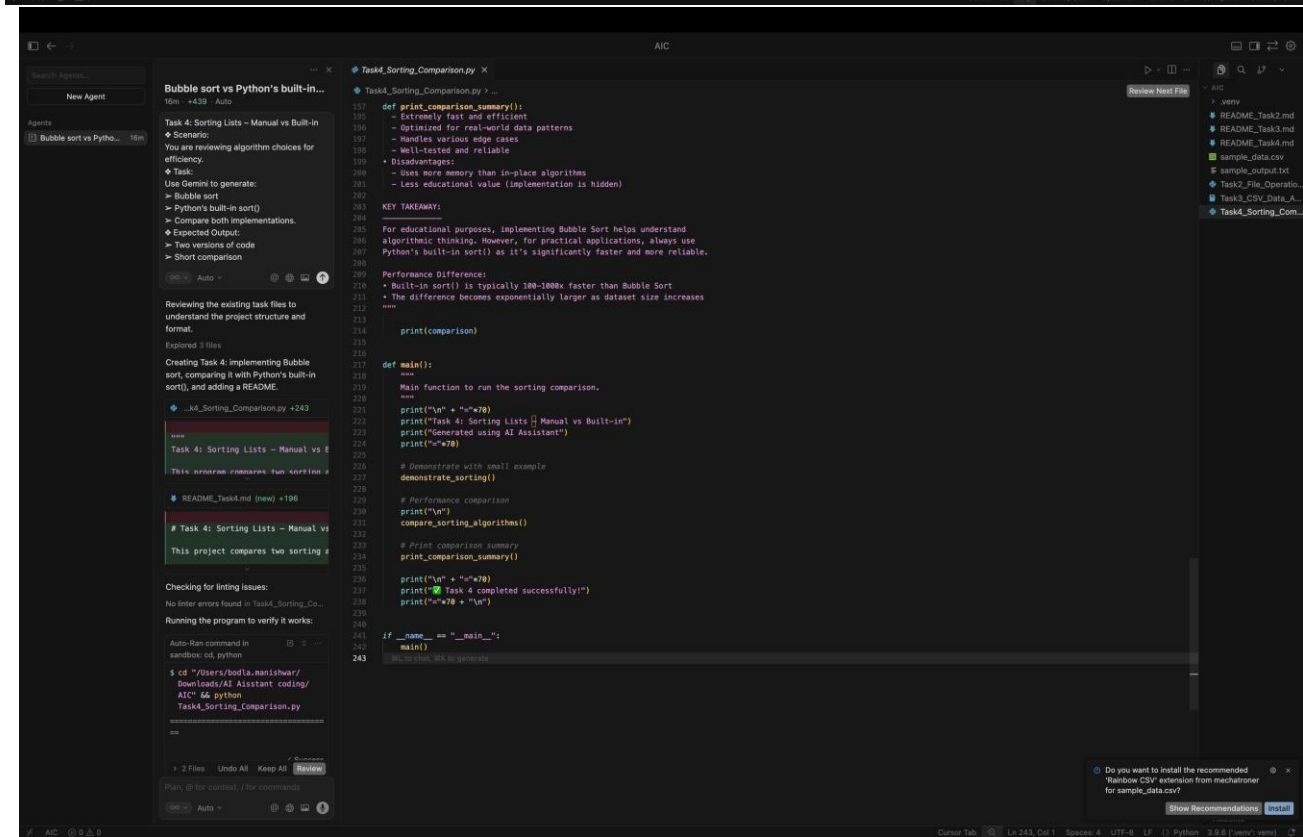 AIC
Search Agents...
New Agent
Agents
Bubble sort vs Pytho... 16m
Bubble sort vs Python's built-in...
16m · +439 · Auto
Task 4: Sorting Lists – Manual vs Built-in
❖ Scenario:
You are reviewing algorithm choices for
efficiency.
❖ Task:
Use Gemini to generate:
➢ Bubble sort
➢ Python's built-in sort()
➢ Compare both implementations.
❖ Expected Output:
➢ Two versions of code
➢ Short comparison
Auto
Reviewing the existing task files to
understand the project structure and
format.
Explored 3 files
Creating Task 4: implementing Bubble
sort, comparing it with Python's built-in
sort(), and adding a README.
...k4_Sorting_Comparison.py +243
"""
Task 4: Sorting Lists – Manual vs B
This program compares two sorting a
README_Task4.md (new) +196
# Task 4: Sorting Lists – Manual vs
This project compares two sorting a
Checking for linting issues:
No linter errors found in Task4_Sorting_Co...
Running the program to verify it works:
Auto-Ran command in
sandbox: cd, python
$ cd "/Users/bodla.manishwar/
Downloads/AI Aisstant coding/
AIC" && python
Task4_Sorting_Comparison.py
==================================
==
✓ Success
> 2 Files Undo All Keep All Review
Plan, @ for context, / for commands
Auto
Task4_Sorting_Comparison.py ×
Task4_Sorting_Comparison.py > ...
Review Next File
157 def print_comparison_summary():
195 – Extremely fast and efficient
196 – Optimized for real-world data patterns
197 – Handles various edge cases
198 – Well-tested and reliable
199 • Disadvantages:
200 – Uses more memory than in-place algorithms
201 – Less educational value (implementation is hidden)
202
203 KEY TAKEAWAY:
204 ─────────────
205 For educational purposes, implementing Bubble Sort helps understand
206 algorithmic thinking. However, for practical applications, always use
207 Python's built-in sort() as it's significantly faster and more reliable.
208
209 Performance Difference:
210 • Built-in sort() is typically 100-1000x faster than Bubble Sort
211 • The difference becomes exponentially larger as dataset size increases
212 """
213
214 print(comparison)
215
216
217 def main():
218 """
219 Main function to run the sorting comparison.
220 """
221 print("\n" + "="*70)
222 print("Task 4: Sorting Lists – Manual vs Built-in")
223 print("Generated using AI Assistant")
224 print("="*70)
225
226 # Demonstrate with small example
227 demonstrate_sorting()
228
229 # Performance comparison
230 print("\n")
231 compare_sorting_algorithms()
232
233 # Print comparison summary
234 print_comparison_summary()
235
236 print("\n" + "="*70)
237 print("✅ Task 4 completed successfully!")
238 print("="*70 + "\n")
239
240
241 if __name__ == "__main__":
242 main()
243 ⌘L to chat, ⌘K to generate
AIC
> .venv
README_Task2.md
README_Task3.md
README_Task4.md
sample_data.csv
sample_output.txt
Task2_File_Operatio...
Task3_CSV_Data_A...
Task4_Sorting_Com...
Do you want to install the recommended
'Rainbow CSV' extension from mechatroner
for sample_data.csv?
Show Recommendations Install
AIC 0 0
Cursor Tab Ln 243, Col 1 Spaces: 4 UTF-8 LF {} Python 3.9.6 ('.venv': venv)